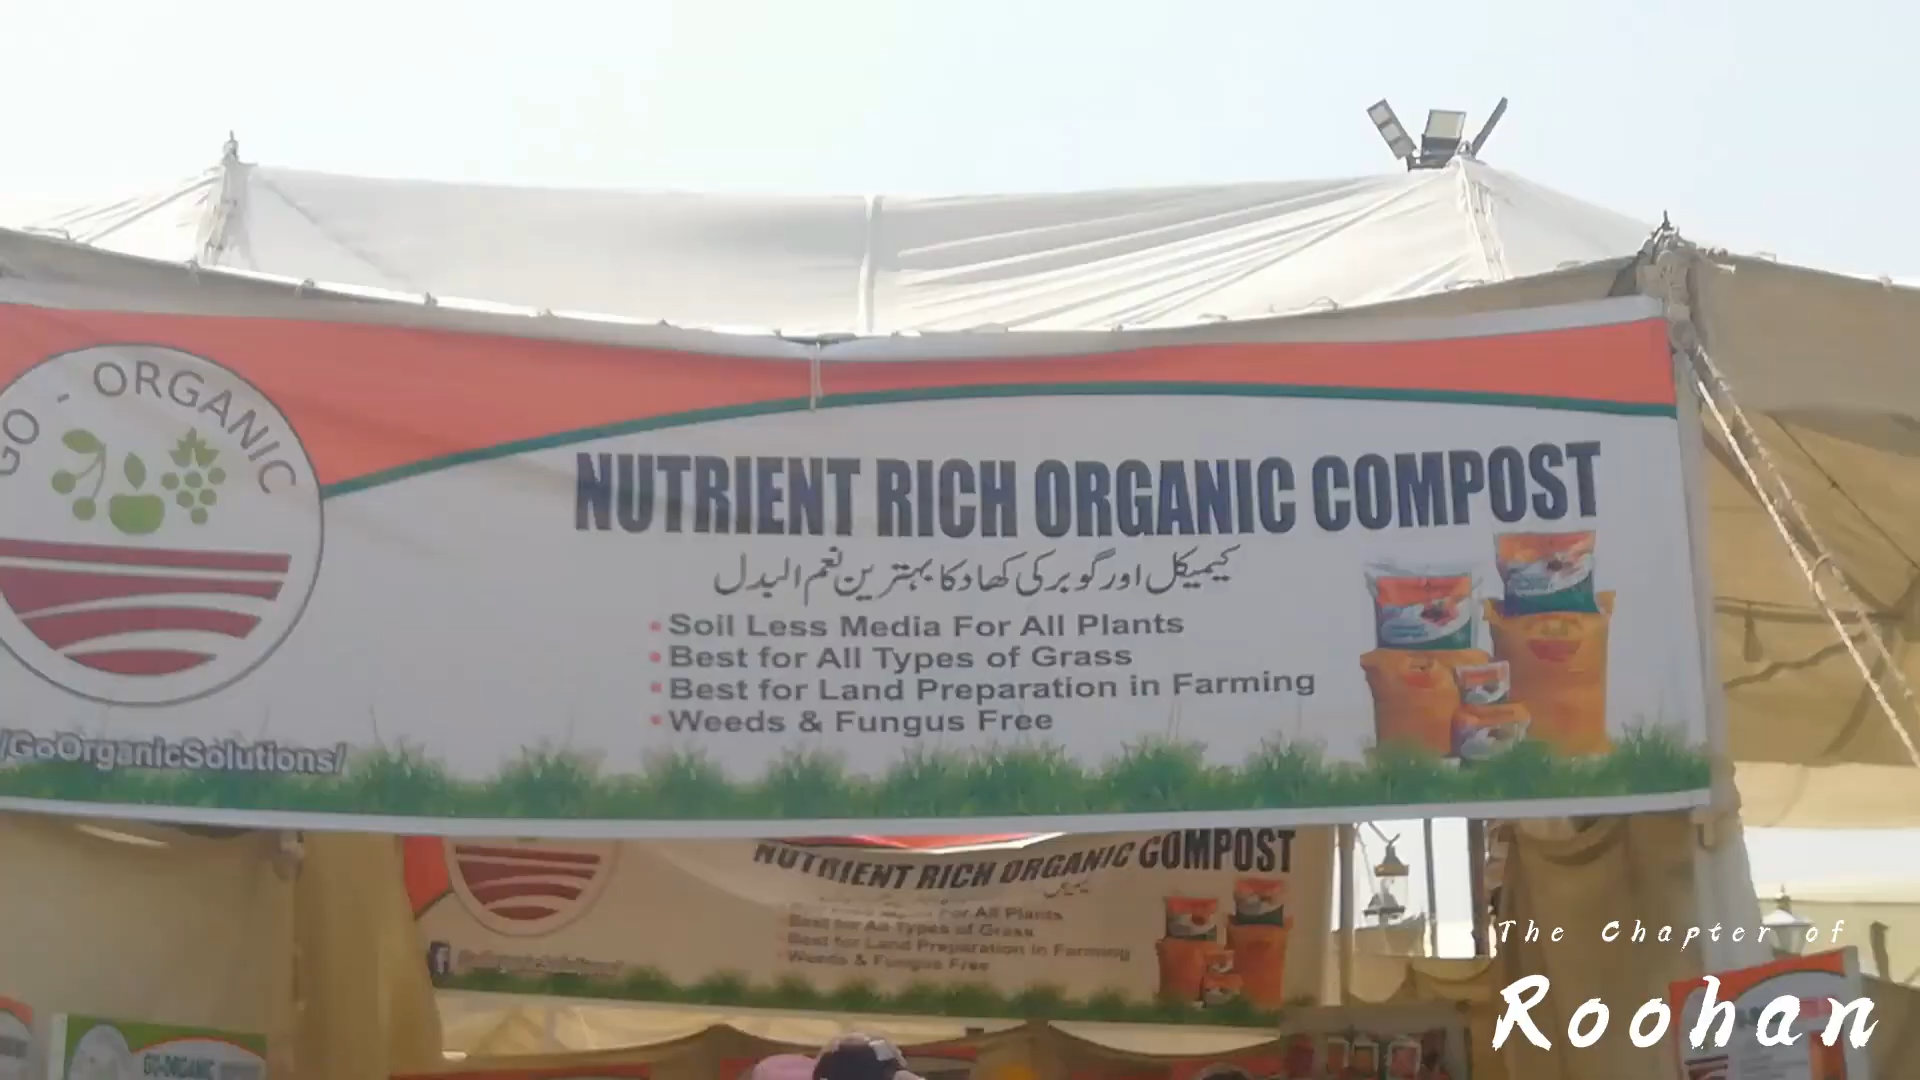 GO - ORGANIC
NUTRIENT RICH ORGANIC COMPOST
کیمیکل اور گوبر کی کھاد کا بہترین نعم البدل
Soil Less Media For All Plants
Best for All Types of Grass
Best for Land Preparation in Farming
Weeds & Fungus Free
/GoOrganicSolutions/
NUTRIENT RICH ORGANIC COMPOST
For All Plants
Best for All Types of Grass
Best for Land Preparation in Farming
Weeds & Fungus Free
GO-ORGANIC
The Chapter of
Roohan